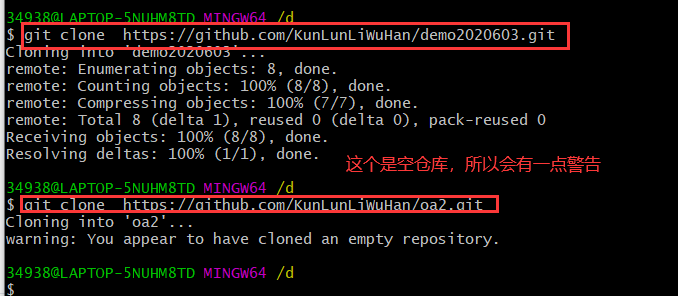 34938@LAPTOP-5NUHM8TD MINGW64 /d
$ git clone  https://github.com/KunLunLiWuHan/demo2020603.git
Cloning into 'demo2020603'...
remote: Enumerating objects: 8, done.
remote: Counting objects: 100% (8/8), done.
remote: Compressing objects: 100% (7/7), done.
remote: Total 8 (delta 1), reused 0 (delta 0), pack-reused 0
Receiving objects: 100% (8/8), done.
Resolving deltas: 100% (1/1), done.
这个是空仓库，所以会有一点警告
34938@LAPTOP-5NUHM8TD MINGW64 /d
$ git clone  https://github.com/KunLunLiWuHan/oa2.git
Cloning into 'oa2'...
warning: You appear to have cloned an empty repository.
34938@LAPTOP-5NUHM8TD MINGW64 /d
$